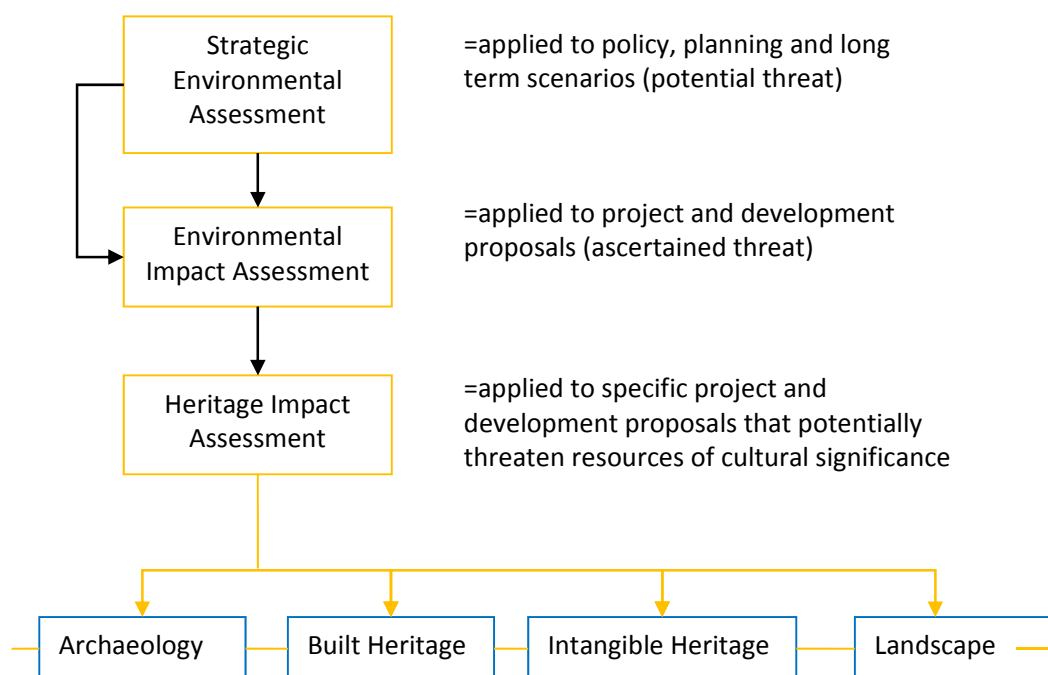 Strategic
Environmental
Assessment
=applied to policy, planning and long
term scenarios (potential threat)
Environmental
Impact Assessment
=applied to project and development
proposals (ascertained threat)
Heritage Impact
Assessment
=applied to specific project and
development proposals that potentially
threaten resources of cultural significance
Archaeology
Built Heritage
Intangible Heritage
Landscape